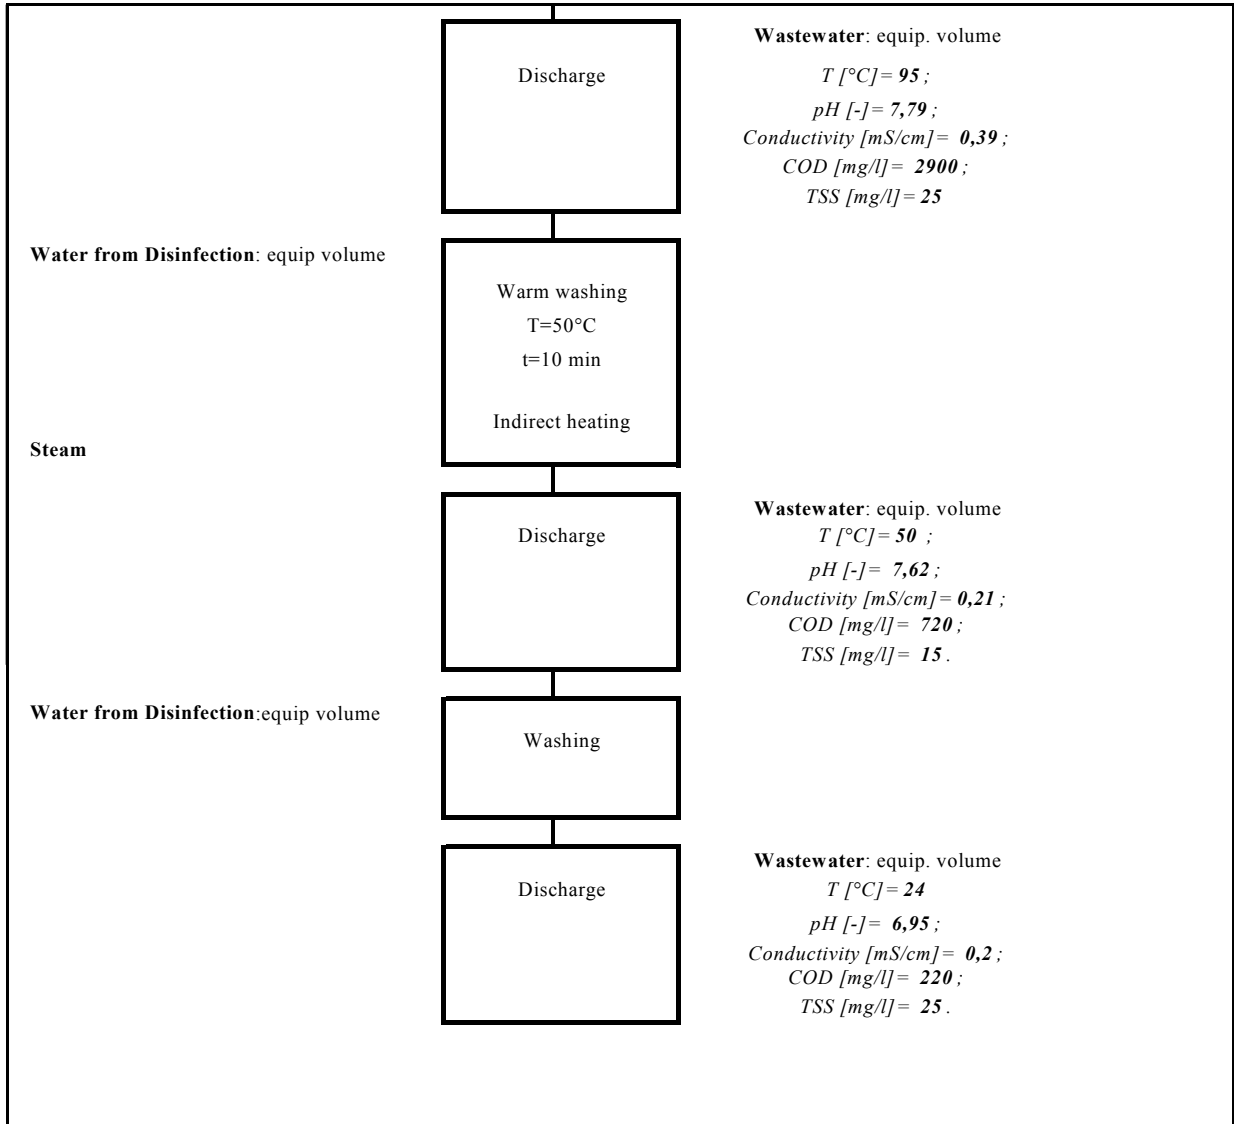 Wastewater: equip. volume
Discharge
T [°C]= 95 ;
pH [-]= 7,79 ;
Conductivity [mS/cm]= 0,39 ;
COD [mg/l]= 2900 ;
TSS [mg/l]= 25
Water from Disinfection: equip volume
Warm washing
T=50°C
t=10 min
Indirect heating
Steam
Wastewater: equip. volume
Discharge
T [°C]= 50 ;
pH [-]= 7,62 ;
Conductivity [mS/cm]= 0,21 ;
COD [mg/l]= 720 ;
TSS [mg/l]= 15 .
Water from Disinfection:equip volume
Washing
Wastewater: equip. volume
Discharge
T [°C]= 24
pH [-]= 6,95 ;
Conductivity [mS/cm]= 0,2 ;
COD [mg/l]= 220 ;
TSS [mg/l]= 25 .